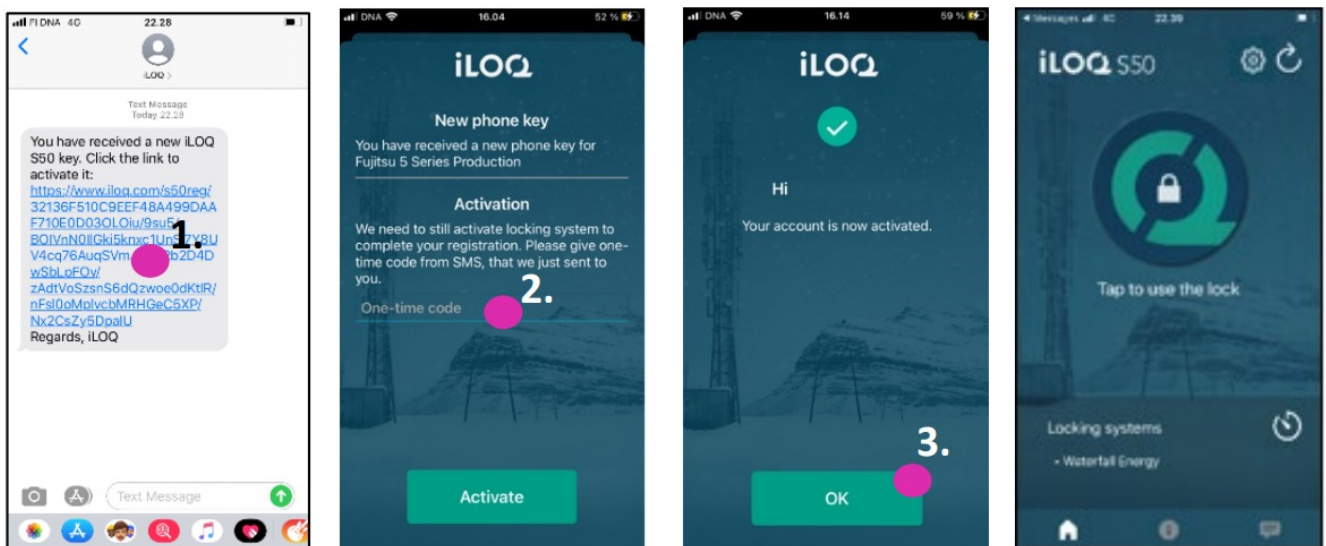 FI DNA 4G 22.28
iLOQ >
Text Message
Today 22.28
You have received a new iLOQ
S50 key. Click the link to
activate it:
https://www.iloq.com/s50reg/
32136F510C9EEF48A499DAA
F710E0D03OLOiu/9su5
1.
V4cq76AuqSVm
b2D4D
wSbLpFOy/
zAdtVoSzsnS6dQzwoe0dKtIR/
nFsl0oMplvcbMRHGeC5XP/
Nx2CsZy5DpaIU
Regards, iLOQ
Text Message
DNA 16.04 52 %
iLOQ
New phone key
You have received a new phone key for
Fujitsu 5 Series Production
Activation
We need to still activate locking system to
complete your registration. Please give one-
time code from SMS, that we just sent to
you.
2.
One-time code
Activate
DNA 16.14 59 %
iLOQ
Hi
Your account is now activated.
3.
OK
Messages 22.39
iLOQ S50
Tap to use the lock
Locking systems
• Waterfall Energy